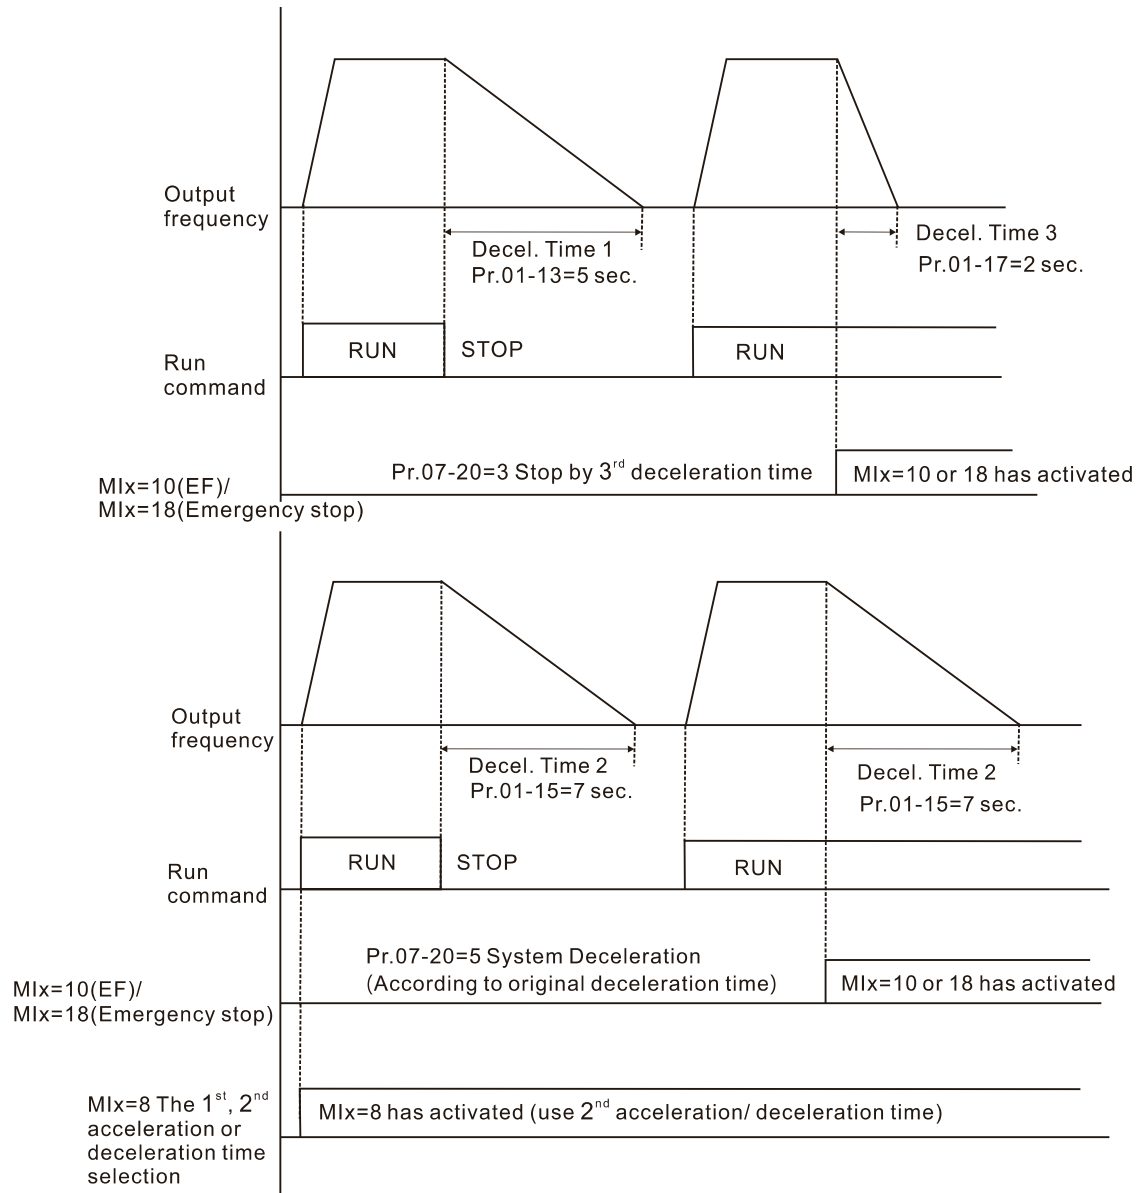 Output
frequency
Decel. Time 1
Pr.01-13=5 sec.
Decel. Time 3
Pr.01-17=2 sec.
RUN
STOP
RUN
Run
command
Pr.07-20=3 Stop by 3rd deceleration time
MIx=10 or 18 has activated
MIx=10(EF)/
MIx=18(Emergency stop)
Output
frequency
Decel. Time 2
Pr.01-15=7 sec.
Decel. Time 2
Pr.01-15=7 sec.
RUN
STOP
RUN
Run
command
Pr.07-20=5 System Deceleration
(According to original deceleration time)
MIx=10 or 18 has activated
MIx=10(EF)/
MIx=18(Emergency stop)
MIx=8 The 1st, 2nd
acceleration or
deceleration time
selection
MIx=8 has activated (use 2nd acceleration/ deceleration time)